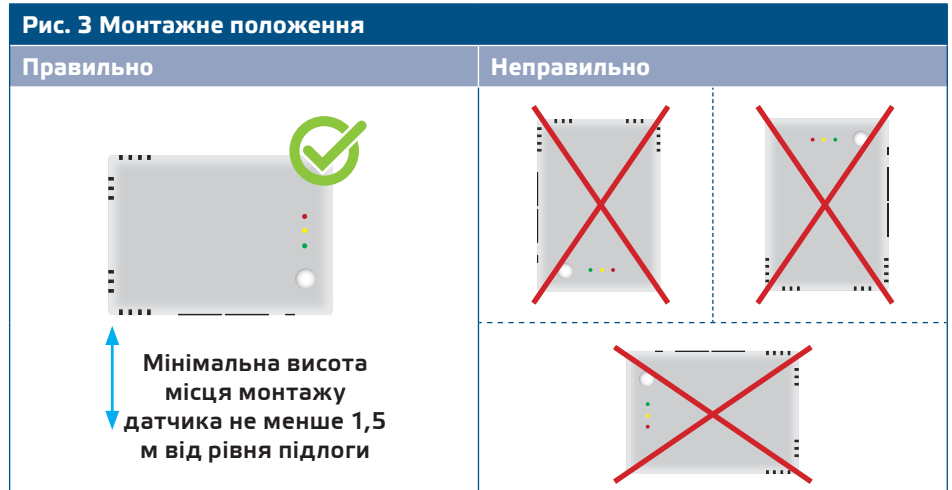 Рис. 3 Монтажне положення
Правильно
Неправильно
Мінімальна висота
місця монтажу
датчика не менше 1,5
м від рівня підлоги